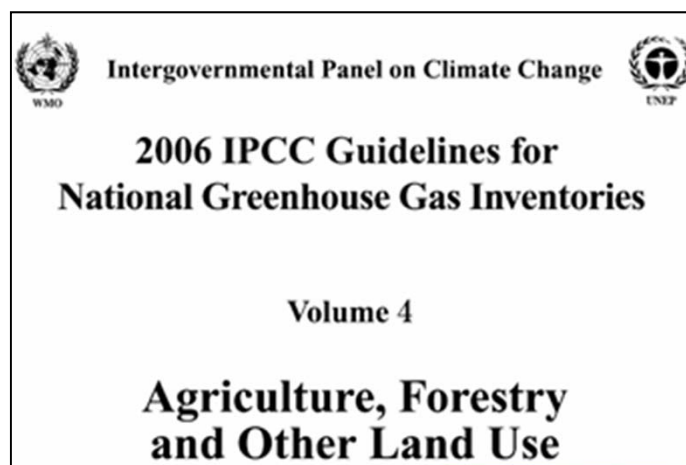 Intergovernmental Panel on Climate Change
WMO
UNEP
2006 IPCC Guidelines for
National Greenhouse Gas Inventories
Volume 4
Agriculture, Forestry
and Other Land Use